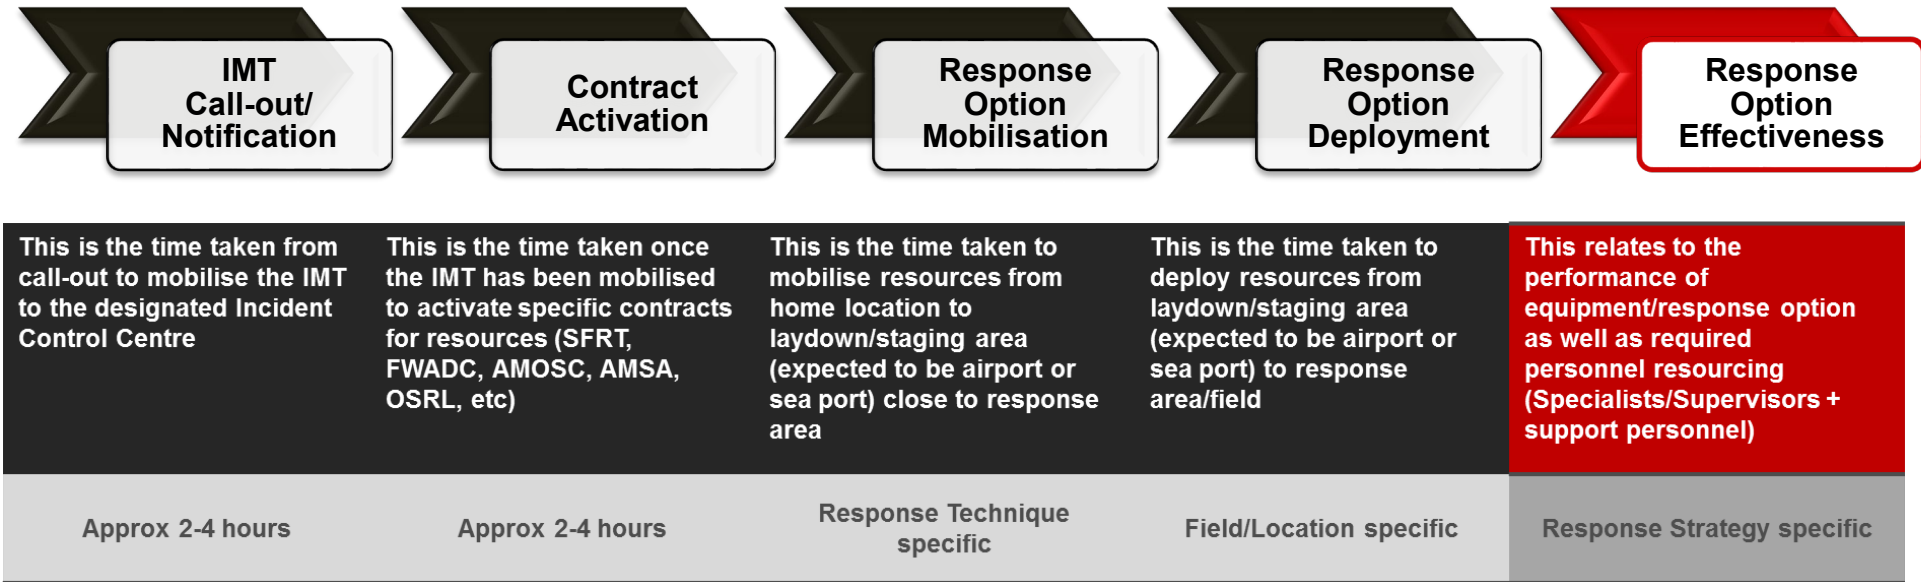 IMT
Call-out/
Notification
Contract
Activation
Response
Option
Mobilisation
Response
Option
Deployment
Response
Option
Effectiveness
This is the time taken from
call-out to mobilise the IMT
to the designated Incident
Control Centre
This is the time taken once
the IMT has been mobilised
to activate specific contracts
for resources (SFRT,
FWADC, AMOSC, AMSA,
OSRL, etc)
This is the time taken to
mobilise resources from
home location to
laydown/staging area
(expected to be airport or
sea port) close to response
area
This is the time taken to
deploy resources from
laydown/staging area
(expected to be airport or
sea port) to response
area/field
This relates to the
performance of
equipment/response option
as well as required
personnel resourcing
(Specialists/Supervisors +
support personnel)
Approx 2-4 hours
Approx 2-4 hours
Response Technique
specific
Field/Location specific
Response Strategy specific